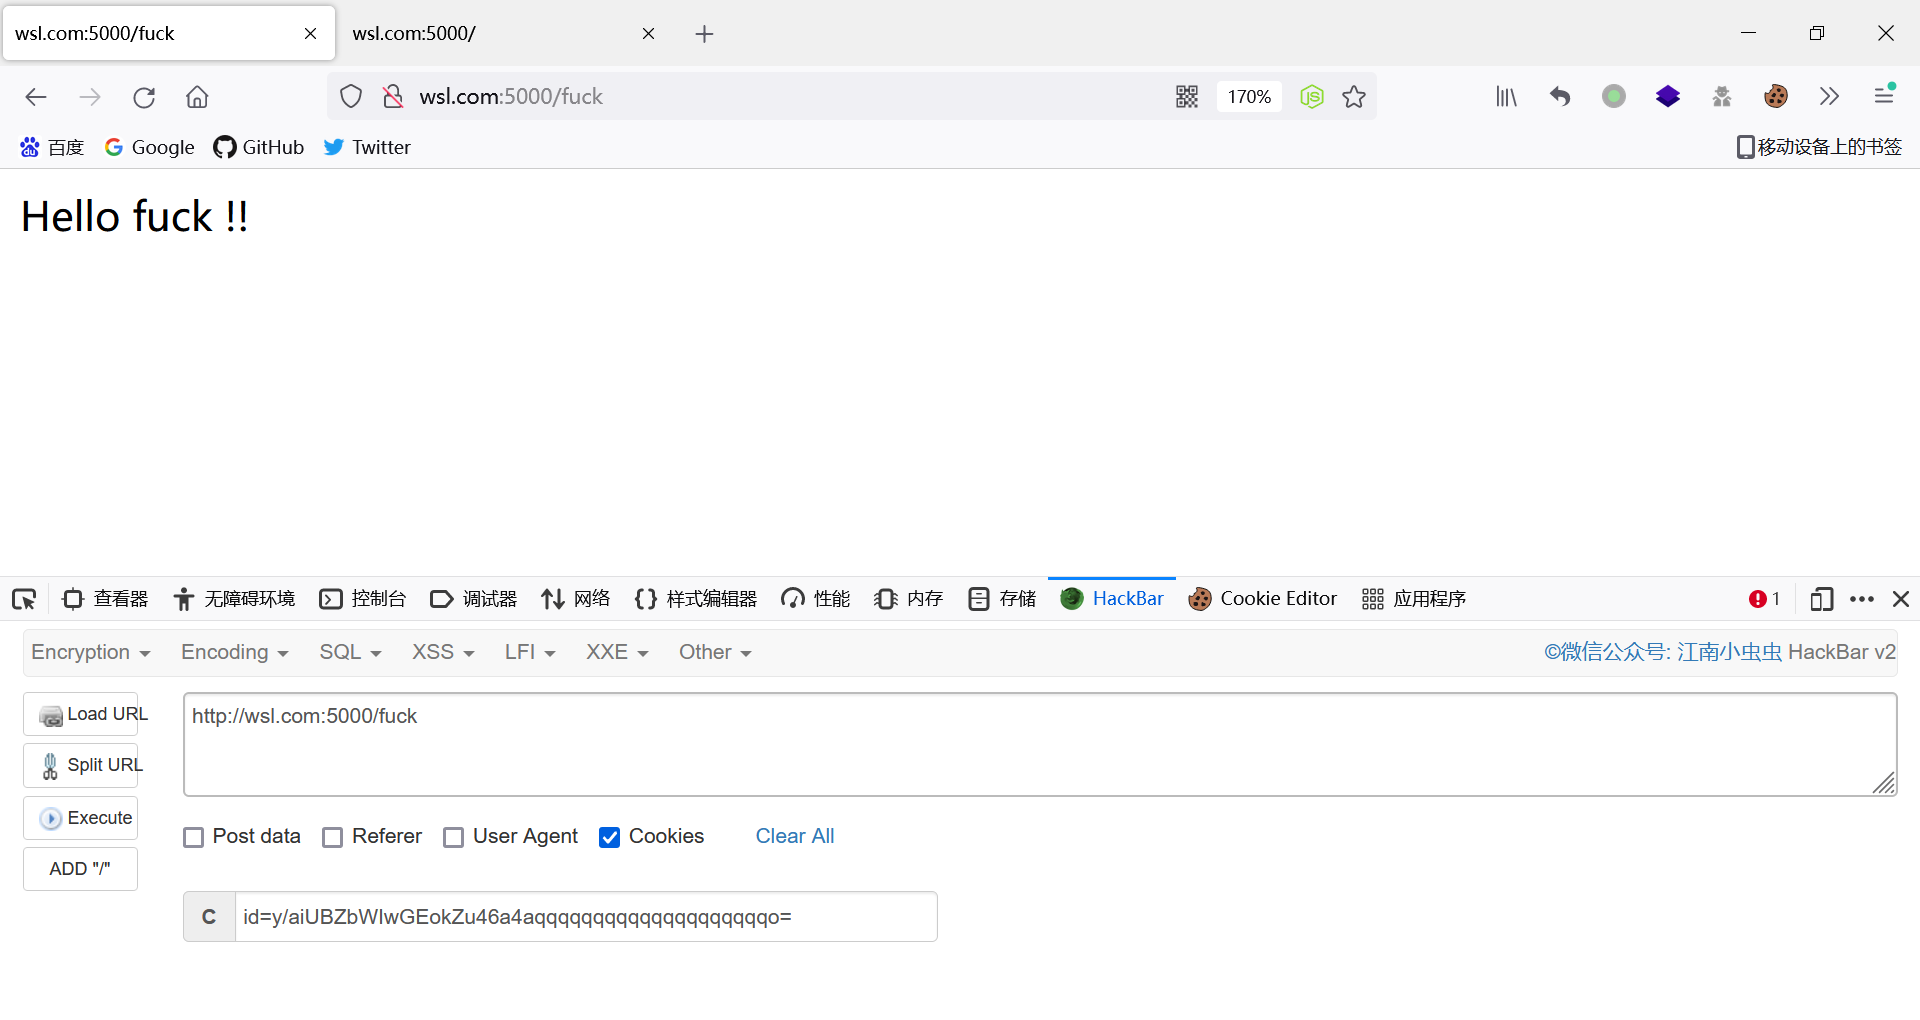 wsl.com:5000/fuck
wsl.com:5000/
wsl.com:5000/fuck
170%
百度
Google
GitHub
Twitter
移动设备上的书签
Hello fuck !!
查看器
无障碍环境
控制台
调试器
网络
样式编辑器
性能
内存
存储
HackBar
Cookie Editor
应用程序
1
Encryption
Encoding
SQL
XSS
LFI
XXE
Other
©微信公众号: 江南小虫虫 HackBar v2
Load URL
Split URL
Execute
ADD "/"
http://wsl.com:5000/fuck
Post data
Referer
User Agent
Cookies
Clear All
C
id=y/aiUBZbWIwGEokZu46a4aqqqqqqqqqqqqqqqqqqqqo=